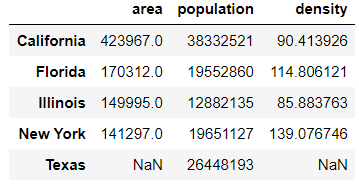 area population density
California 423967.0 38332521 90.413926
Florida 170312.0 19552860 114.806121
Illinois 149995.0 12882135 85.883763
New York 141297.0 19651127 139.076746
Texas NaN 26448193 NaN